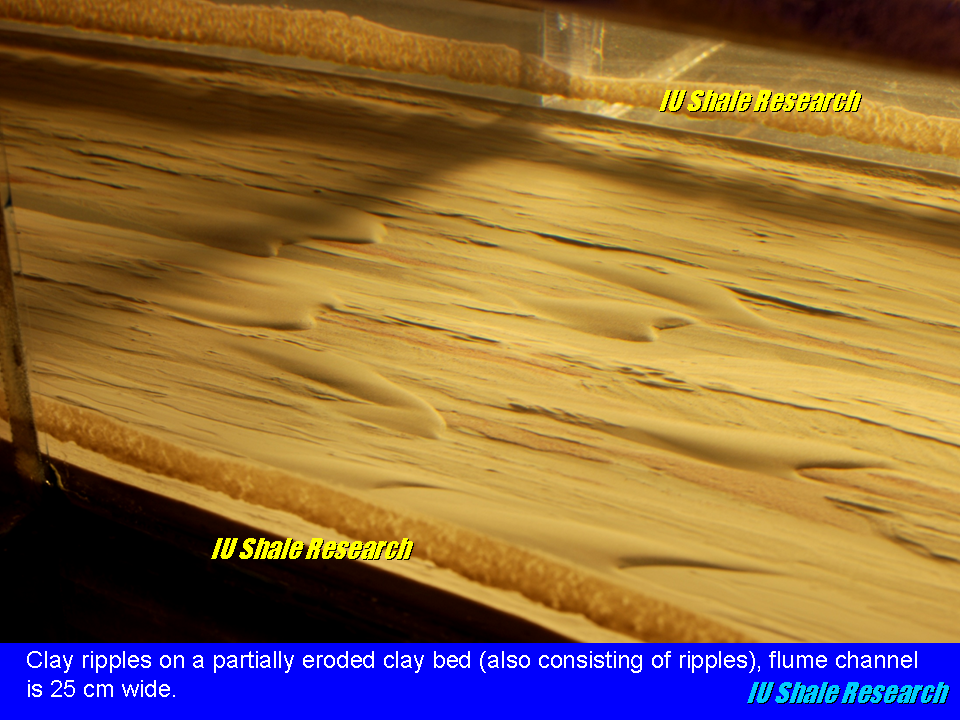 IU Shale Research
IU Shale Research
Clay ripples on a partially eroded clay bed (also consisting of ripples), flume channel
is 25 cm wide.
IU Shale Research